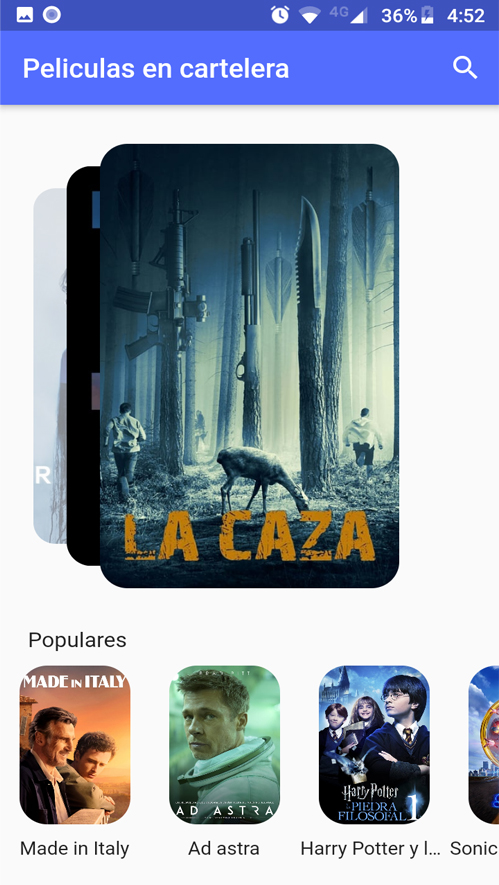 4G 36% 4:52
Peliculas en cartelera
R
LA CAZA
Populares
MADE IN ITALY
AD ASTRA
Harry Potter
PIEDRA
FILOSOFAL 1
Made in Italy
Ad astra
Harry Potter y l...
Sonic